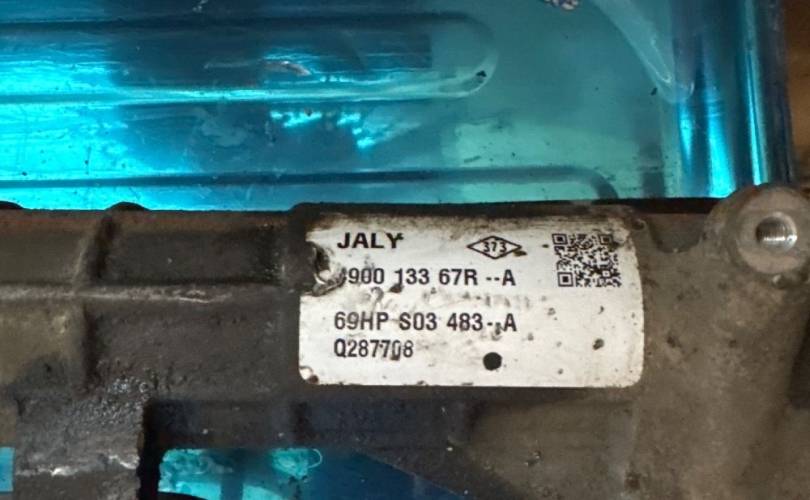 JALY 373
900 133 67R --A
69HP S03 483--A
Q287708